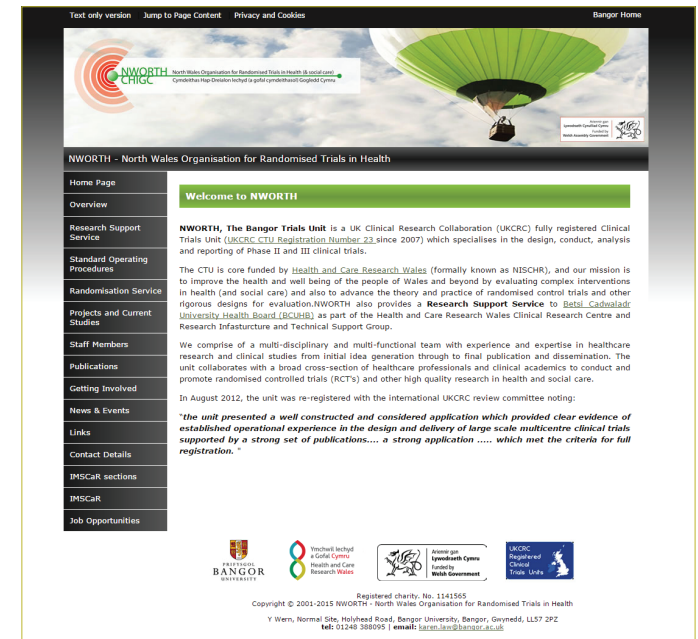 Text only version Jump to Page Content Privacy and Cookies Bangor Home
NWORTH
CHIGC
North Wales Organisation for Randomised Trials in Health (& social care)
Cymdeithas Hap-Dreialon Iechyd (a gofal cymdeithasol) Gogledd Cymru
Ariennir gan
Lywodraeth Cynulliad Cymru
Funded by
Welsh Assembly Government
NWORTH - North Wales Organisation for Randomised Trials in Health
Home Page
Overview
Research Support
Service
Standard Operating
Procedures
Randomisation Service
Projects and Current
Studies
Staff Members
Publications
Getting Involved
News & Events
Links
Contact Details
IMSCaR sections
IMSCaR
Job Opportunities
Welcome to NWORTH
NWORTH, The Bangor Trials Unit is a UK Clinical Research Collaboration (UKCRC) fully registered Clinical
Trials Unit (UKCRC CTU Registration Number 23 since 2007) which specialises in the design, conduct, analysis
and reporting of Phase II and III clinical trials.
The CTU is core funded by Health and Care Research Wales (formally known as NISCHR), and our mission is
to improve the health and well being of the people of Wales and beyond by evaluating complex interventions
in health (and social care) and also to advance the theory and practice of randomised control trials and other
rigorous designs for evaluation.NWORTH also provides a Research Support Service to Betsi Cadwaladr
University Health Board (BCUHB) as part of the Health and Care Research Wales Clinical Research Centre and
Research Infasturcture and Technical Support Group.
We comprise of a multi-disciplinary and multi-functional team with experience and expertise in healthcare
research and clinical studies from initial idea generation through to final publication and dissemination. The
unit collaborates with a broad cross-section of healthcare professionals and clinical academics to conduct and
promote randomised controlled trials (RCT's) and other high quality research in health and social care.
In August 2012, the unit was re-registered with the international UKCRC review committee noting:
"the unit presented a well constructed and considered application which provided clear evidence of
established operational experience in the design and delivery of large scale multicentre clinical trials
supported by a strong set of publications.... a strong application ..... which met the criteria for full
registration. "
PRIFYSGOL
BANGOR
UNIVERSITY
Ymchwil Iechyd
a Gofal Cymru
Health and Care
Research Wales
Ariennir gan
Lywodraeth Cymru
Funded by
Welsh Government
UKCRC
Registered
Clinical
Trials Units
Registered charity. No. 1141565
Copyright © 2001-2015 NWORTH - North Wales Organisation for Randomised Trials in Health
Y Wern, Normal Site, Holyhead Road, Bangor University, Bangor, Gwynedd, LL57 2PZ
tel: 01248 388095 | email: karen.law@bangor.ac.uk